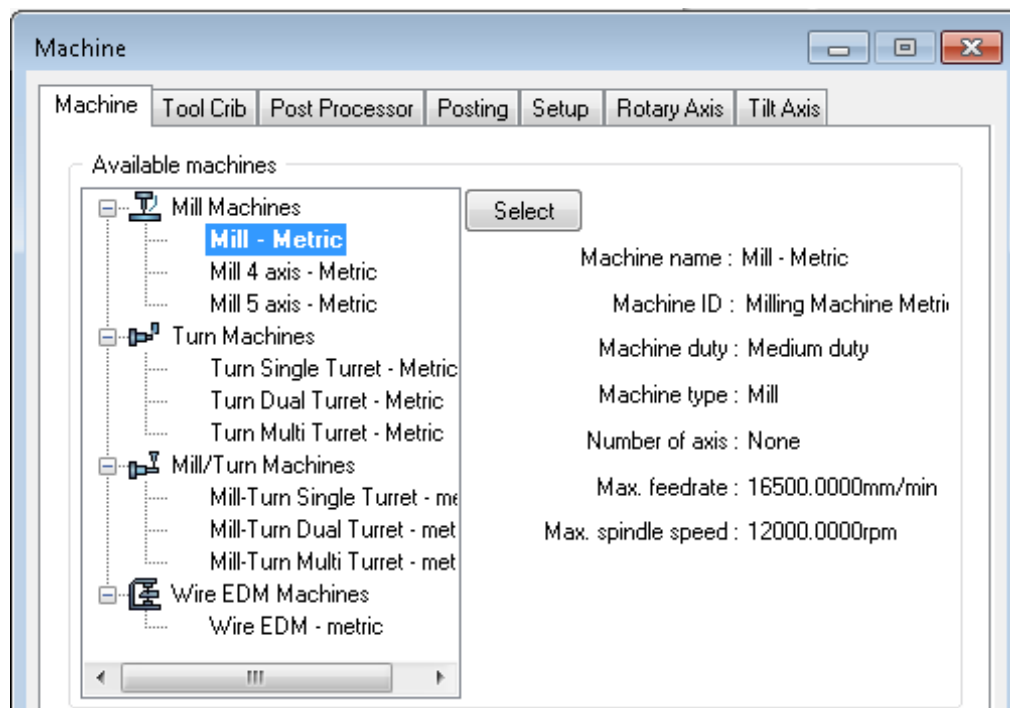 Machine
Machine Tool Crib Post Processor Posting Setup Rotary Axis Tilt Axis
Available machines
Mill Machines
Mill - Metric
Mill 4 axis - Metric
Mill 5 axis - Metric
Turn Machines
Turn Single Turret - Metric
Turn Dual Turret - Metric
Turn Multi Turret - Metric
Mill/Turn Machines
Mill-Turn Single Turret - me
Mill-Turn Dual Turret - met
Mill-Turn Multi Turret - met
Wire EDM Machines
Wire EDM - metric
Select
Machine name : Mill - Metric
Machine ID : Milling Machine Metri
Machine duty : Medium duty
Machine type : Mill
Number of axis : None
Max. feedrate : 16500.0000mm/min
Max. spindle speed : 12000.0000rpm